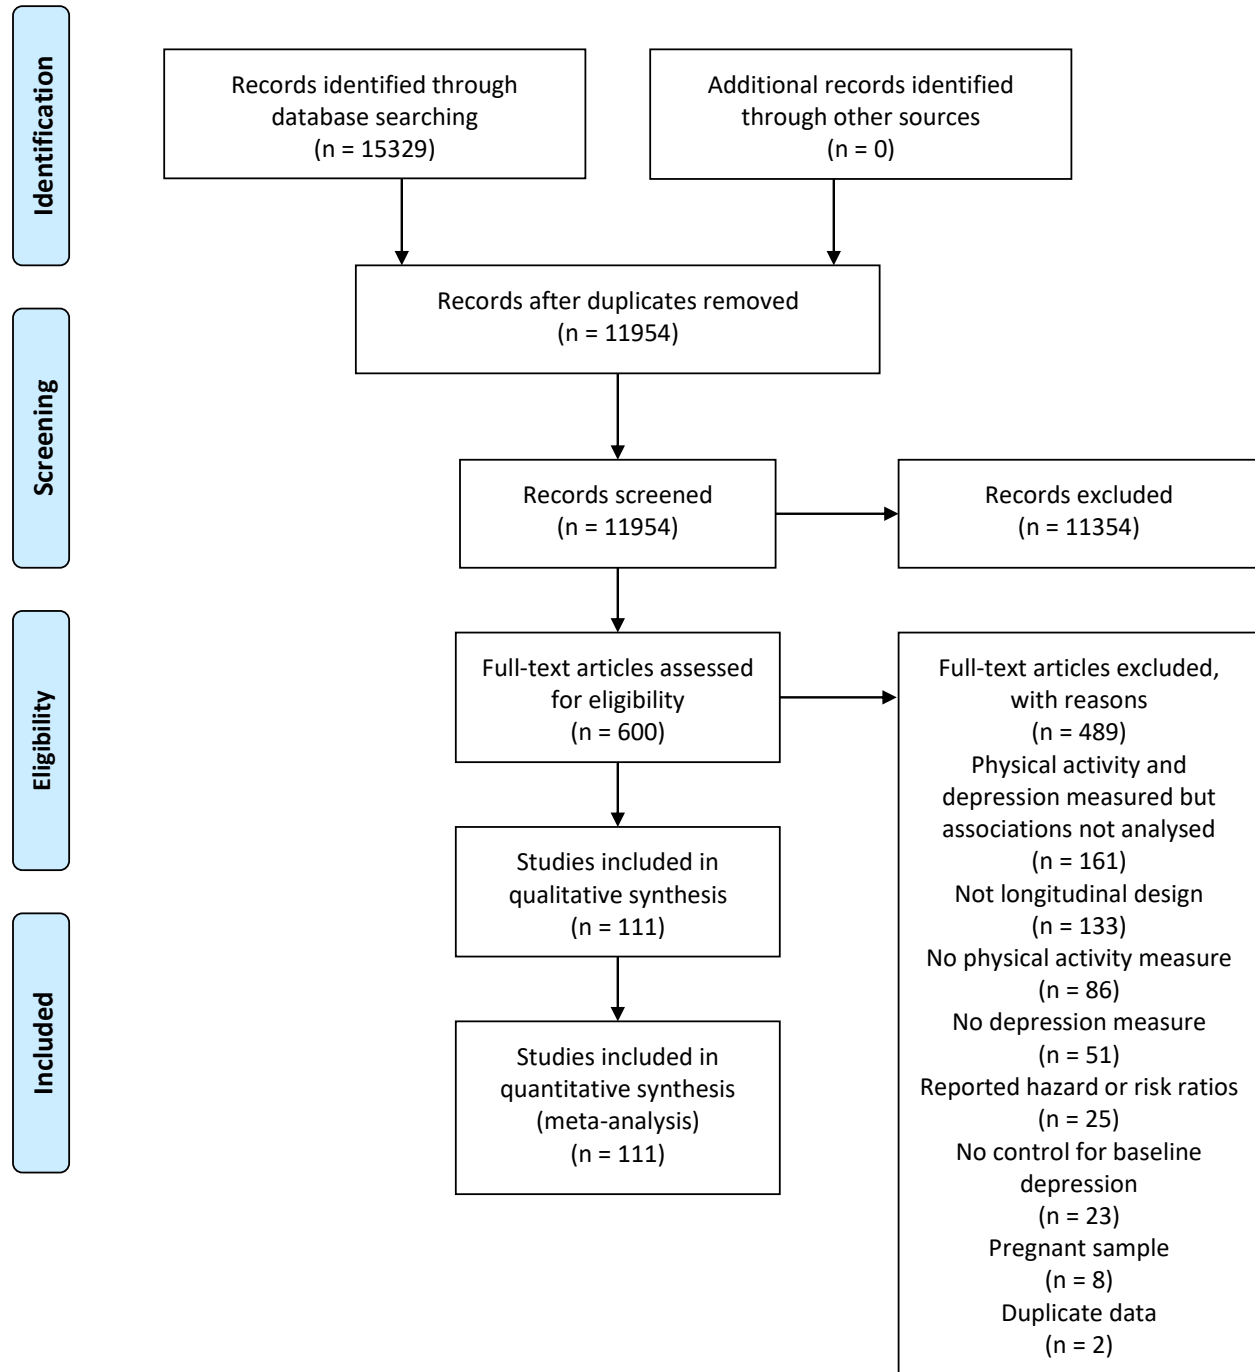 Identification
Records identified through
database searching
(n = 15329)
Additional records identified
through other sources
(n = 0)
Records after duplicates removed
(n = 11954)
Screening
Records screened
(n = 11954)
Records excluded
(n = 11354)
Eligibility
Full-text articles assessed
for eligibility
(n = 600)
Full-text articles excluded,
with reasons
(n = 489)
Physical activity and
depression measured but
associations not analysed
(n = 161)
Not longitudinal design
(n = 133)
No physical activity measure
(n = 86)
No depression measure
(n = 51)
Reported hazard or risk ratios
(n = 25)
No control for baseline
depression
(n = 23)
Pregnant sample
(n = 8)
Duplicate data
(n = 2)
Studies included in
qualitative synthesis
(n = 111)
Included
Studies included in
quantitative synthesis
(meta-analysis)
(n = 111)